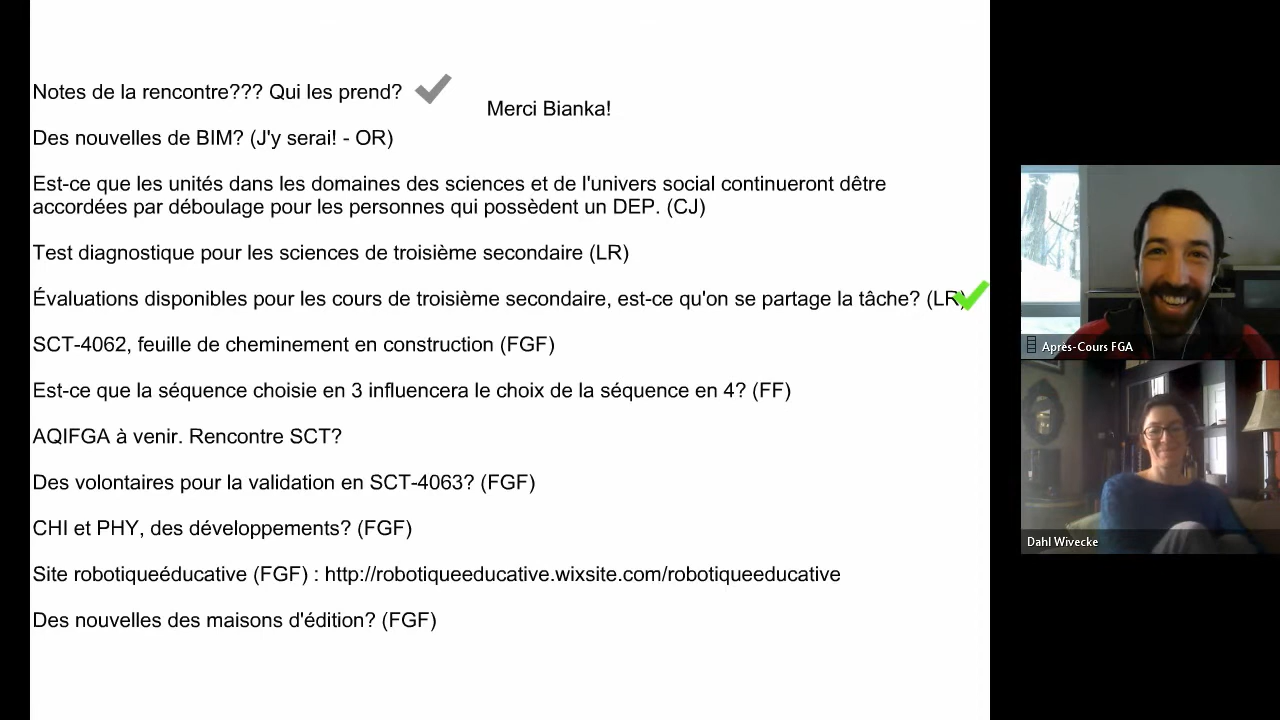 Notes de la rencontre??? Qui les prend?
Merci Bianka!
Des nouvelles de BIM? (J'y serai! - OR)
Est-ce que les unités dans les domaines des sciences et de l'univers social continueront dêtre
accordées par déboulage pour les personnes qui possèdent un DEP. (CJ)
Test diagnostique pour les sciences de troisième secondaire (LR)
Évaluations disponibles pour les cours de troisième secondaire, est-ce qu'on se partage la tâche? (LR)
SCT-4062, feuille de cheminement en construction (FGF)
Est-ce que la séquence choisie en 3 influencera le choix de la séquence en 4? (FF)
AQIFGA à venir. Rencontre SCT?
Des volontaires pour la validation en SCT-4063? (FGF)
CHI et PHY, des développements? (FGF)
Site robotiqueéducative (FGF) : http://robotiqueeducative.wixsite.com/robotiqueeducative
Des nouvelles des maisons d'édition? (FGF)
Après-Cours FGA
Dahl Wivecke